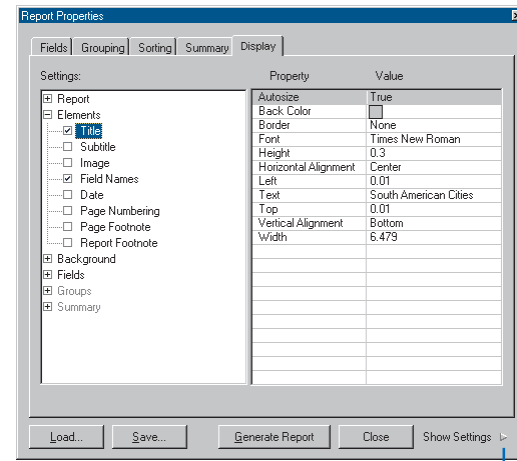 Report Properties
Fields Grouping Sorting Summary Display
Settings: Property Value
Report
Elements
Title
Subtitle
Image
Field Names
Date
Page Numbering
Page Footnote
Report Footnote
Background
Fields
Groups
Summary
Autosize True
Back Color
Border None
Font Times New Roman
Height 0.3
Horizontal Alignment Center
Left 0.01
Text South American Cities
Top 0.01
Vertical Alignment Bottom
Width 6.479
Load... Save... Generate Report Close Show Settings